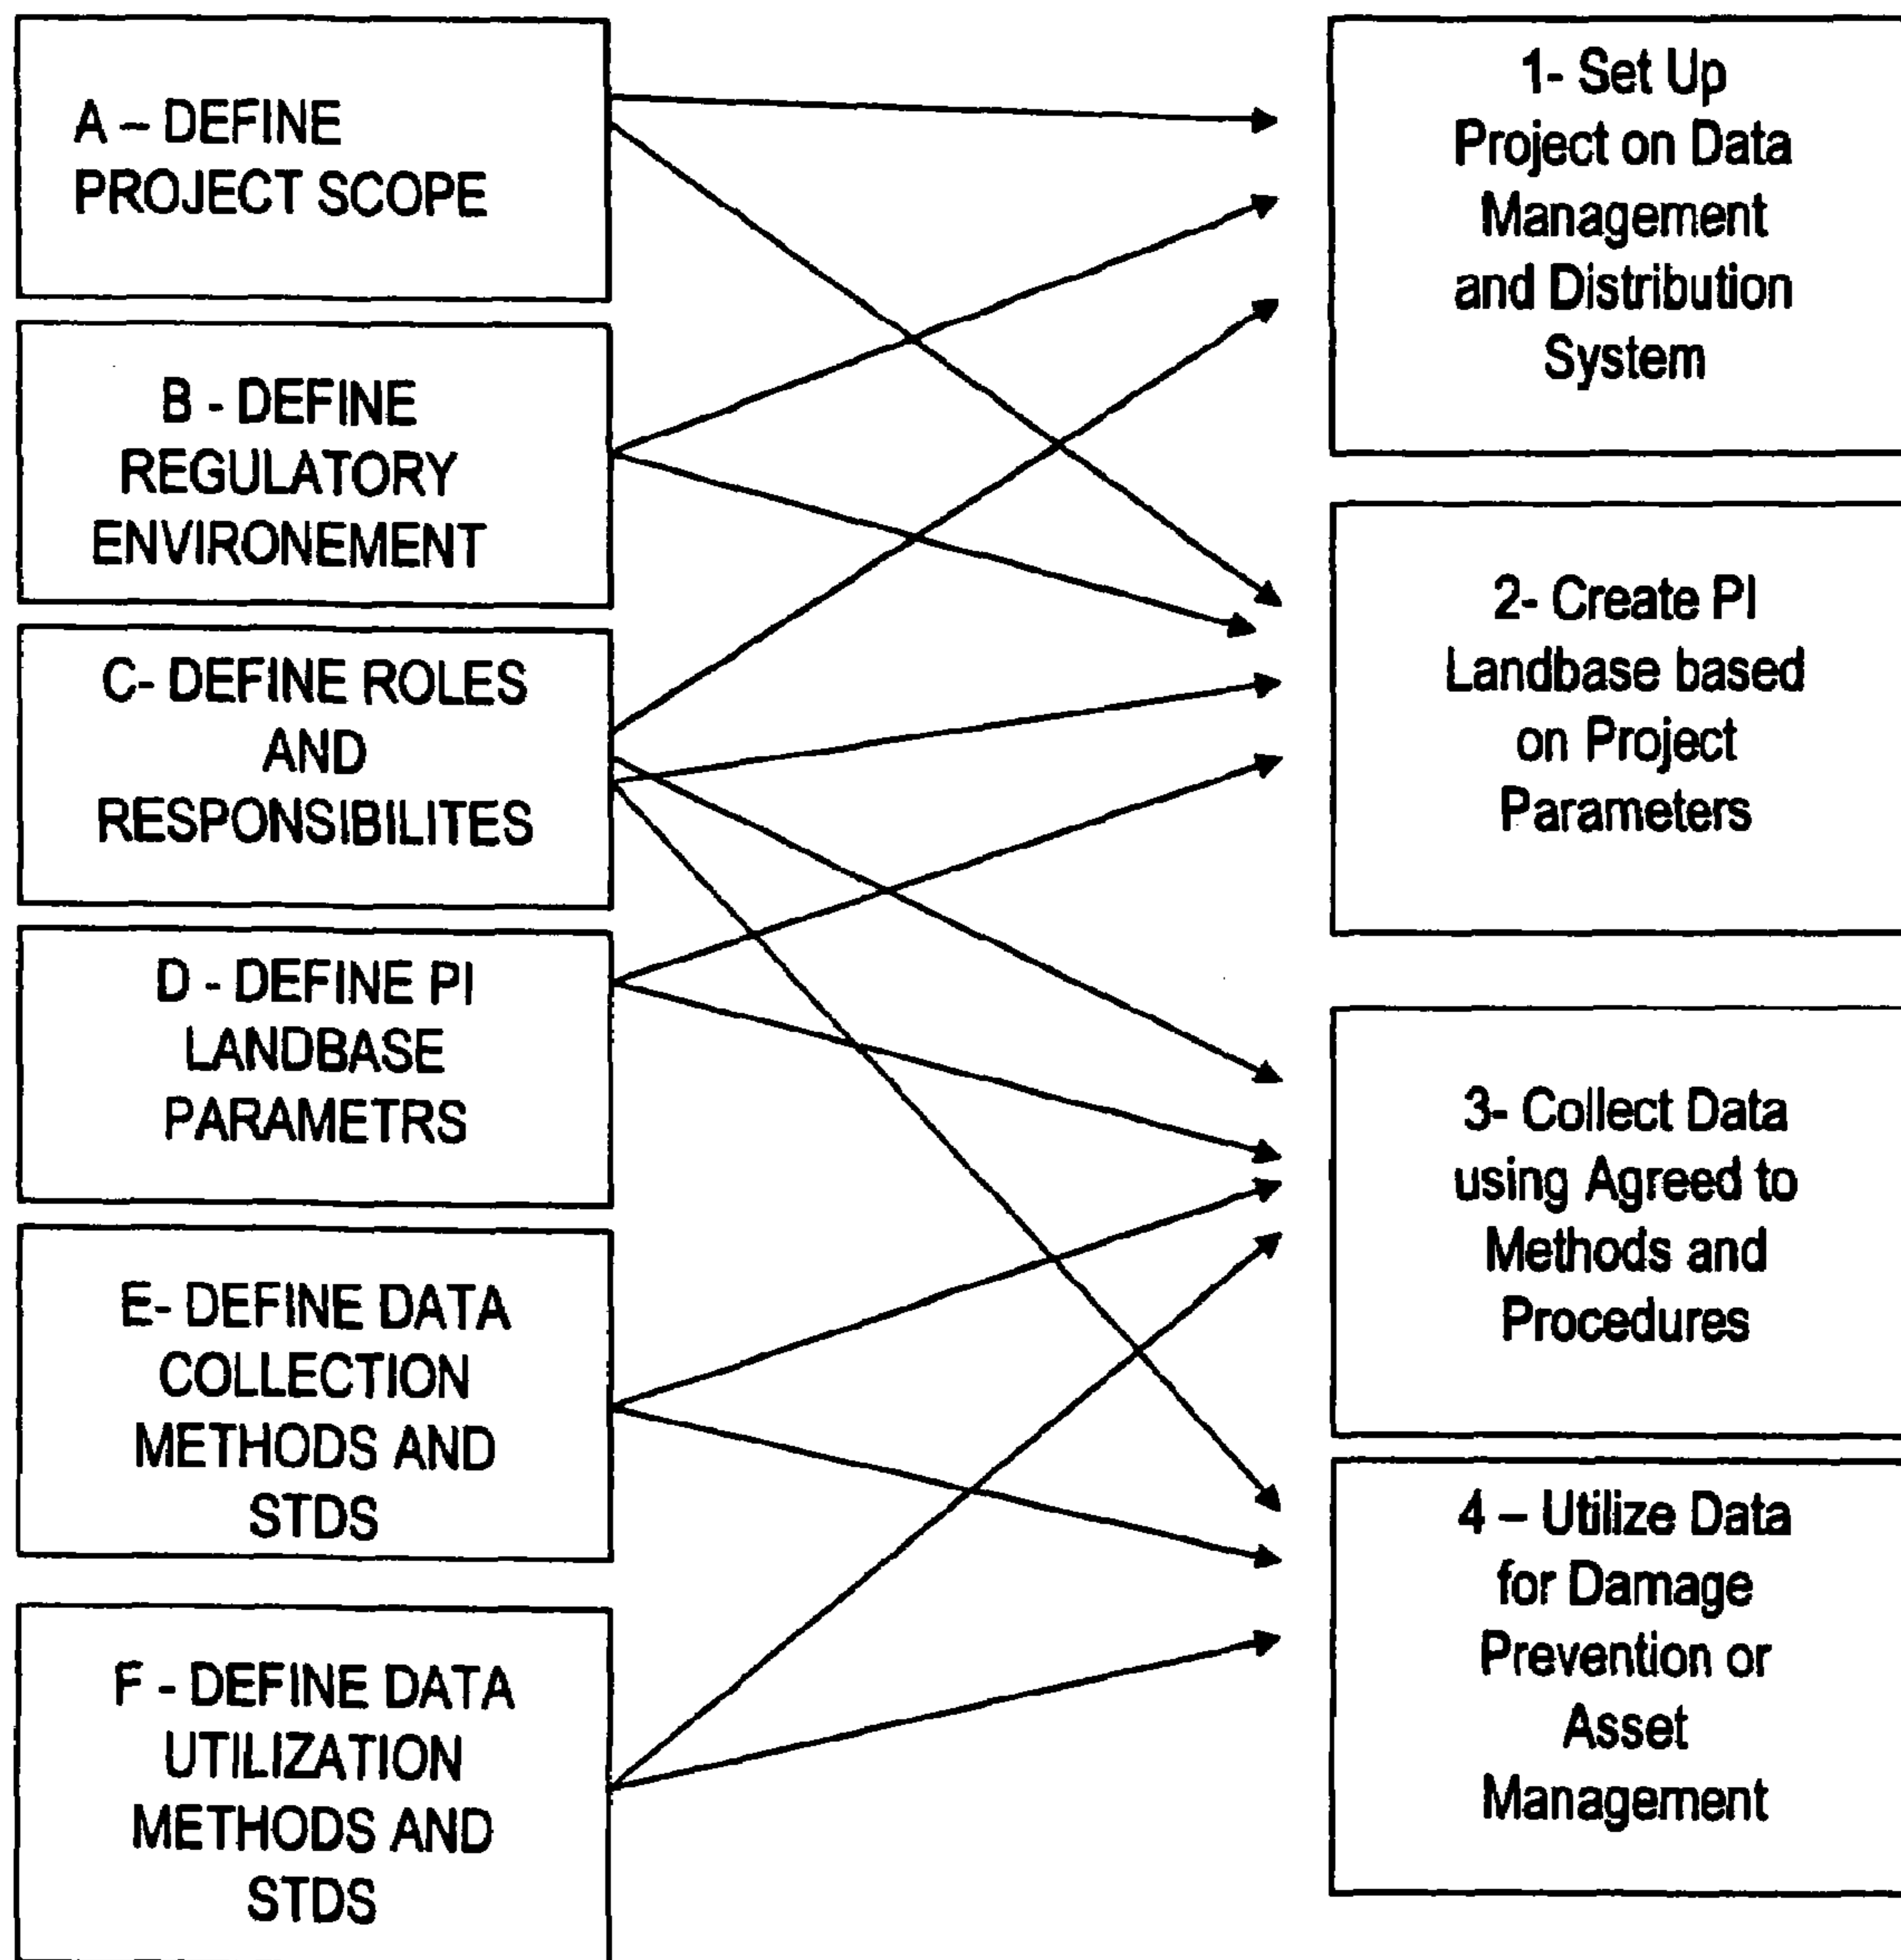 A – DEFINE
PROJECT SCOPE
B - DEFINE
REGULATORY
ENVIRONEMENT
C- DEFINE ROLES
AND
RESPONSIBILITES
D - DEFINE PI
LANDBASE
PARAMETRS
E- DEFINE DATA
COLLECTION
METHODS AND
STDS
F - DEFINE DATA
UTILIZATION
METHODS AND
STDS
1- Set Up
Project on Data
Management
and Distribution
System
2- Create PI
Landbase based
on Project
Parameters
3- Collect Data
using Agreed to
Methods and
Procedures
4 – Utilize Data
for Damage
Prevention or
Asset
Management